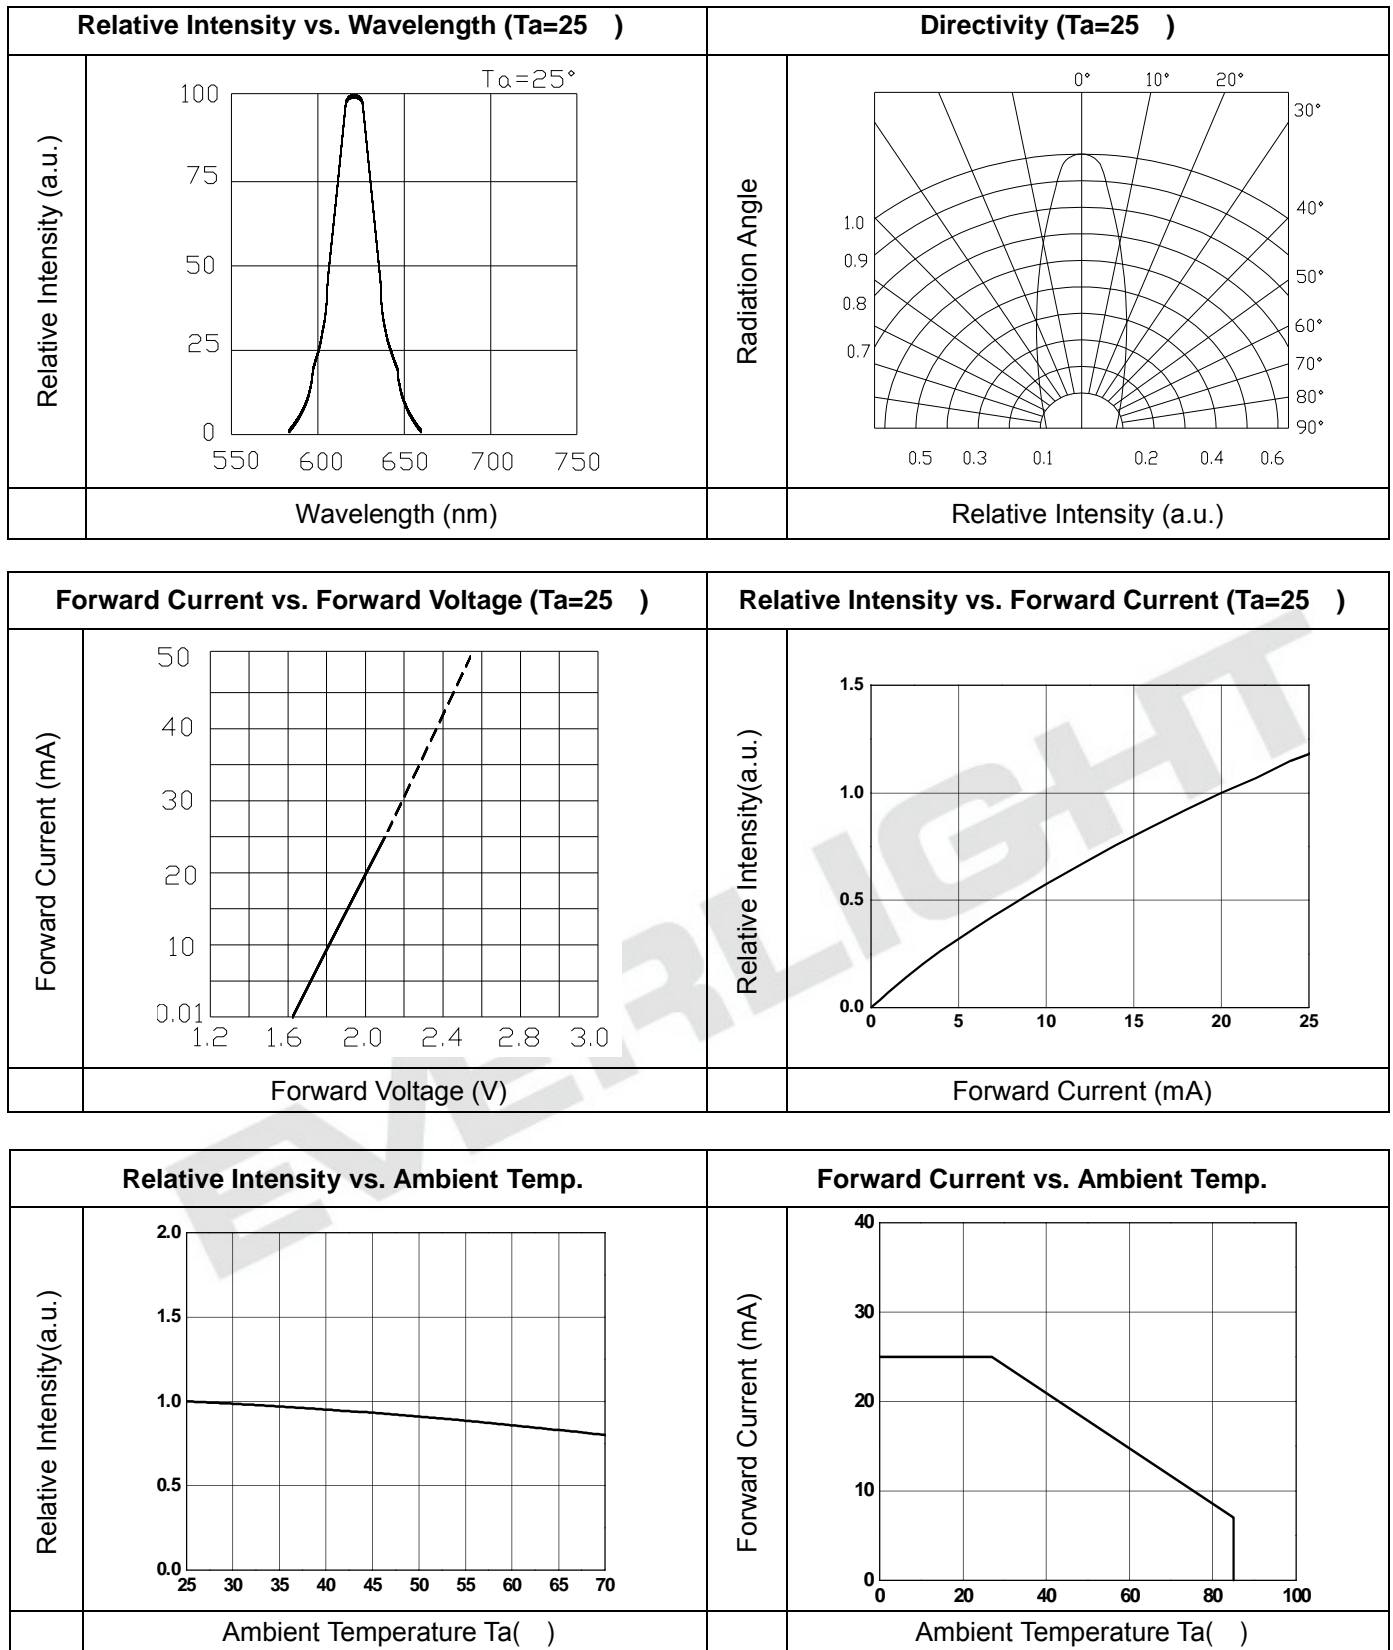 Relative Intensity vs. Wavelength (Ta=25 )
Directivity (Ta=25 )
Relative Intensity (a.u.)
Ta=25°
100
75
50
25
0
550 600 650 700 750
Wavelength (nm)
Radiation Angle
0° 10° 20°
30°
40°
50°
60°
70°
80°
90°
1.0
0.9
0.8
0.7
0.5 0.3 0.1 0.2 0.4 0.6
Relative Intensity (a.u.)
Forward Current vs. Forward Voltage (Ta=25 )
Relative Intensity vs. Forward Current (Ta=25 )
Forward Current (mA)
50
40
30
20
10
0.01
1.2 1.6 2.0 2.4 2.8 3.0
Forward Voltage (V)
Relative Intensity(a.u.)
1.5
1.0
0.5
0.0
0 5 10 15 20 25
Forward Current (mA)
EVERLIGHT
Relative Intensity vs. Ambient Temp.
Forward Current vs. Ambient Temp.
Relative Intensity(a.u.)
2.0
1.5
1.0
0.5
0.0
25 30 35 40 45 50 55 60 65 70
Ambient Temperature Ta( )
Forward Current (mA)
40
30
20
10
0
0 20 40 60 80 100
Ambient Temperature Ta( )